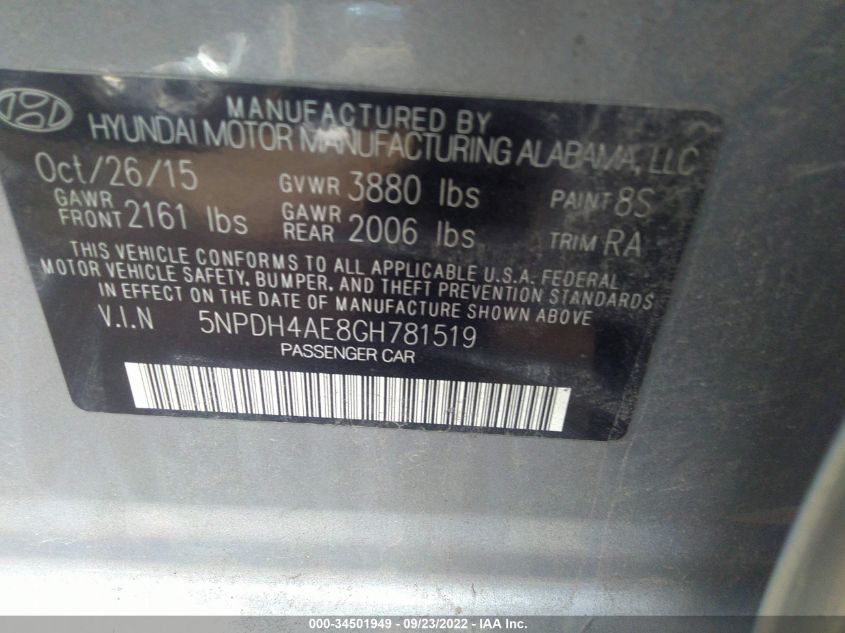 MANUFACTURED BY
HYUNDAI MOTOR MANUFACTURING ALABAMA, LLC
Oct/26/15 GVWR 3880 lbs PAINT 8S
GAWR FRONT 2161 lbs GAWR REAR 2006 lbs TRIM RA
THIS VEHICLE CONFORMS TO ALL APPLICABLE U.S.A. FEDERAL
MOTOR VEHICLE SAFETY, BUMPER, AND THEFT PREVENTION STANDARDS
IN EFFECT ON THE DATE OF MANUFACTURE SHOWN ABOVE
V.I.N 5NPDH4AE8GH781519
PASSENGER CAR
000-34501949 - 09/23/2022 - 1 of 1